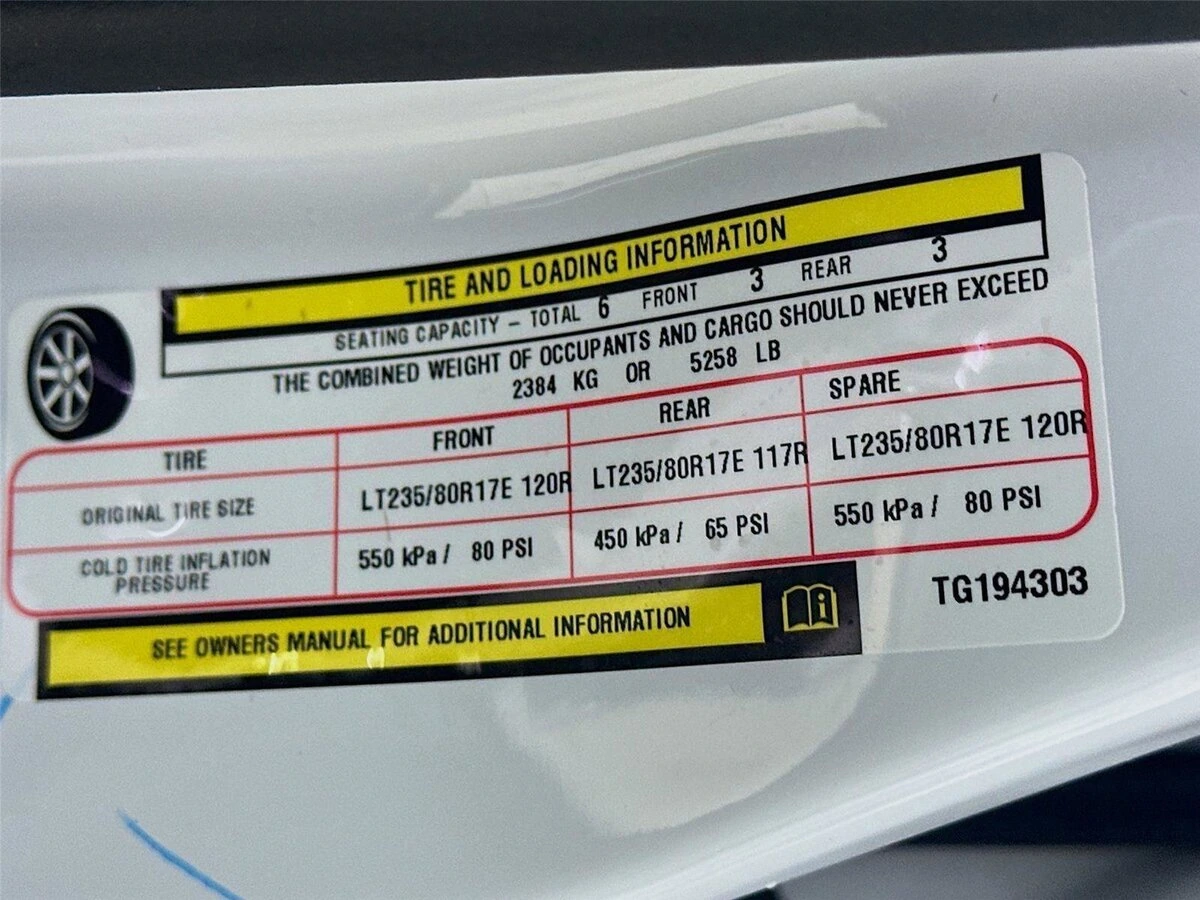 TIRE AND LOADING INFORMATION
SEATING CAPACITY – TOTAL 6 FRONT 3 REAR 3
THE COMBINED WEIGHT OF OCCUPANTS AND CARGO SHOULD NEVER EXCEED
2384 KG OR 5258 LB
TIRE FRONT REAR SPARE
ORIGINAL TIRE SIZE LT235/80R17E 120R LT235/80R17E 117R LT235/80R17E 120R
COLD TIRE INFLATION
PRESSURE 550 kPa / 80 PSI 450 kPa / 65 PSI 550 kPa / 80 PSI
SEE OWNERS MANUAL FOR ADDITIONAL INFORMATION
TG194303